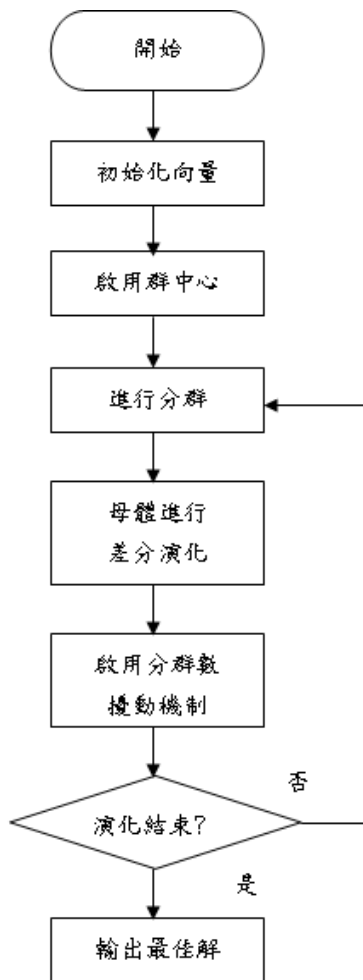 開始
初始化向量
啟用群中心
進行分群
母體進行
差分演化
啟用分群數
擾動機制
演化結束?
否
是
輸出最佳解